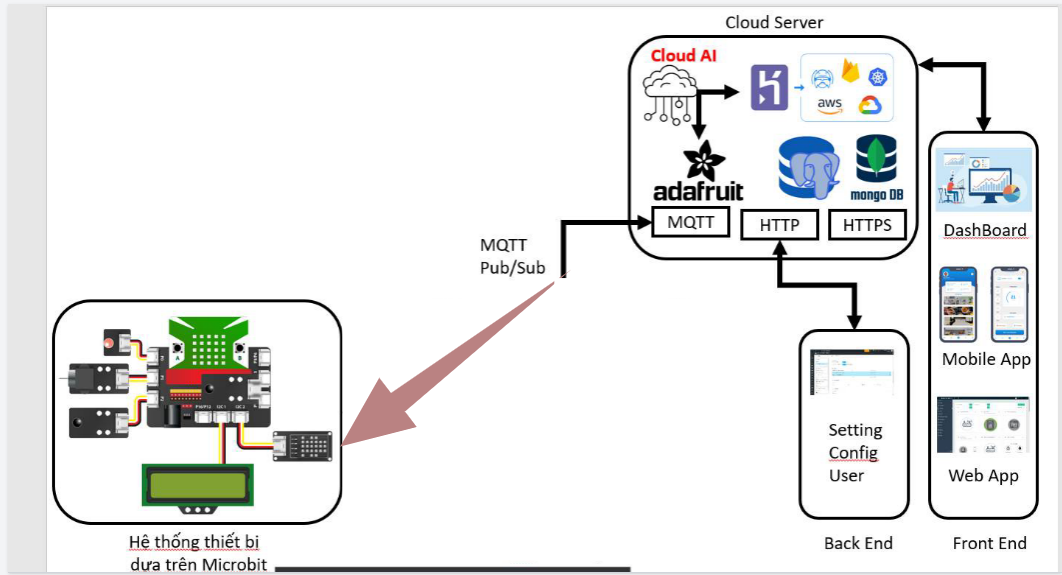 Cloud Server
Cloud AI
aws
adafruit
mongo DB
MQTT
HTTP
HTTPS
MQTT
Pub/Sub
DashBoard
Mobile App
Web App
Setting
Config
User
Back End
Front End
A
B
Hệ thống thiết bị
dựa trên Microbit